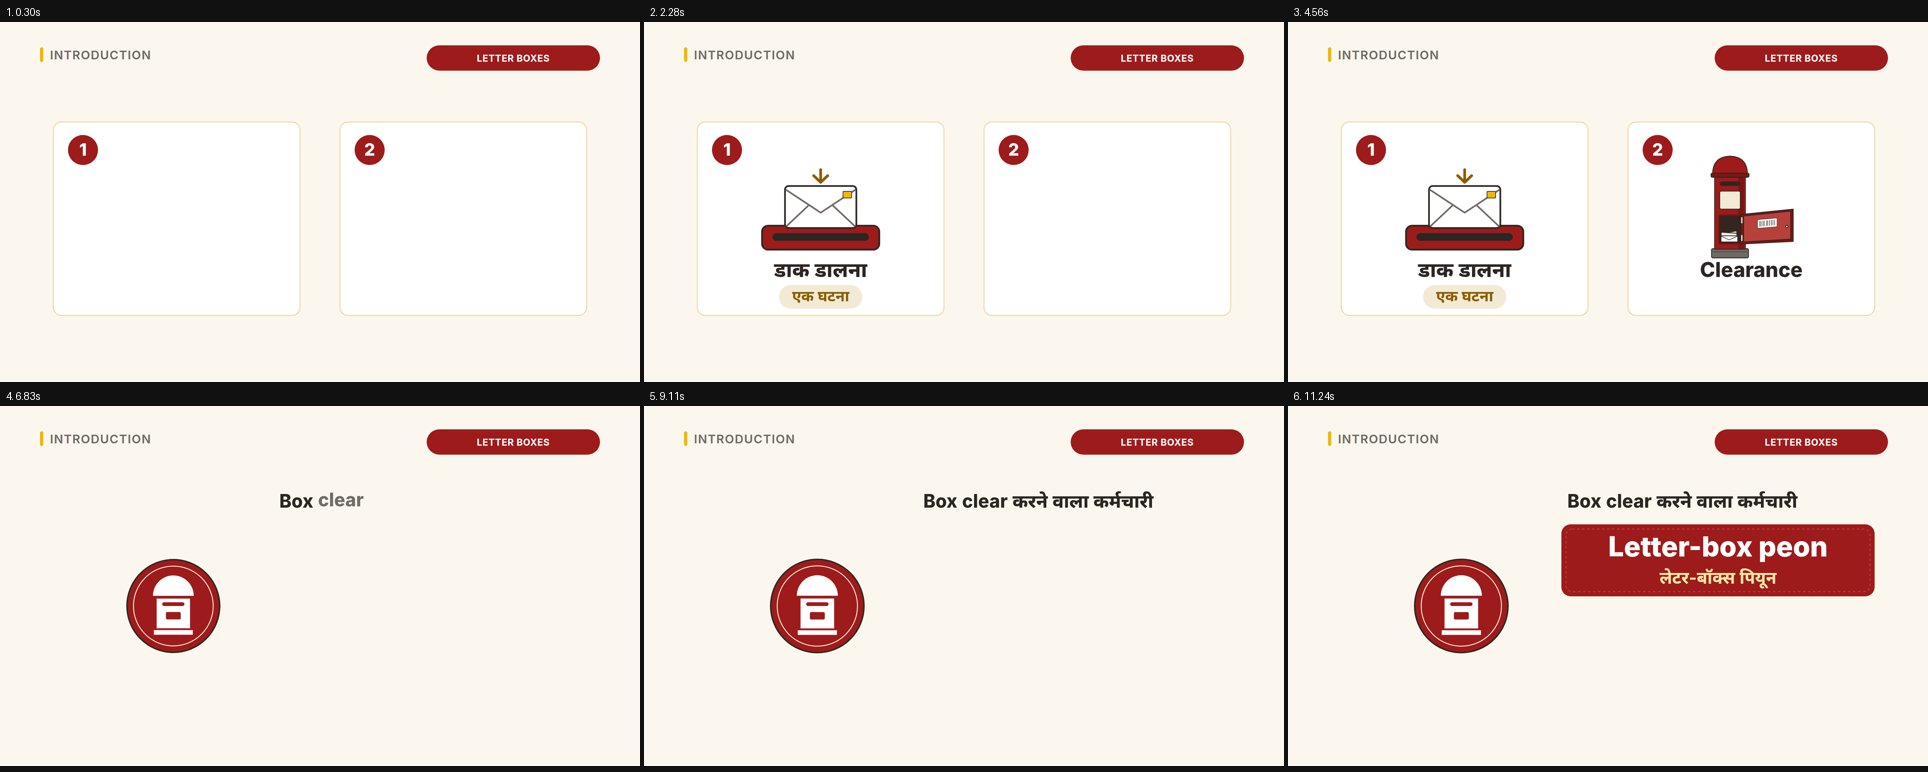 1. 0.30s
INTRODUCTION
LETTER BOXES
1
2
2. 2.28s
INTRODUCTION
LETTER BOXES
1
डाक डालना
एक घटना
2
3. 4.56s
INTRODUCTION
LETTER BOXES
1
डाक डालना
एक घटना
2
Clearance
4. 6.83s
INTRODUCTION
LETTER BOXES
Box clear
5. 9.11s
INTRODUCTION
LETTER BOXES
Box clear करने वाला कर्मचारी
6. 11.24s
INTRODUCTION
LETTER BOXES
Box clear करने वाला कर्मचारी
Letter-box peon
लेटर-बॉक्स पियून